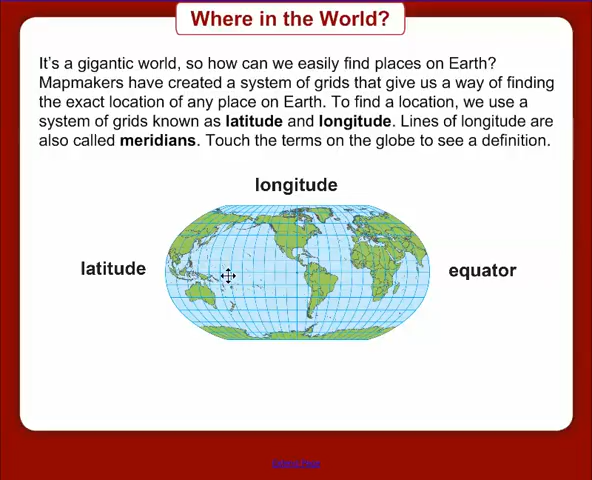 Where in the World?
It's a gigantic world, so how can we easily find places on Earth?
Mapmakers have created a system of grids that give us a way of finding
the exact location of any place on Earth. To find a location, we use a
system of grids known as latitude and longitude. Lines of longitude are
also called meridians. Touch the terms on the globe to see a definition.
longitude
latitude
equator